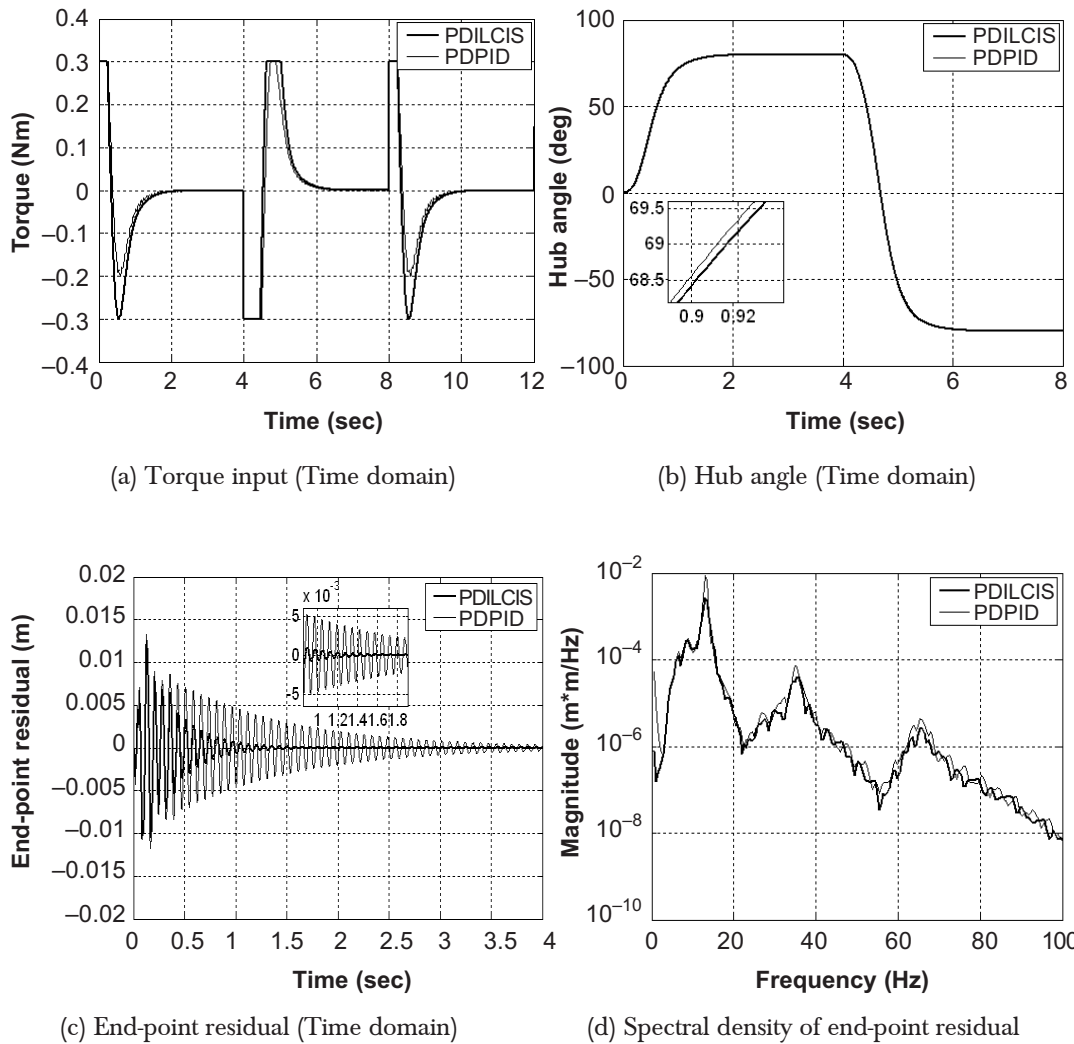 0.4
0.3
0.2
0.1
0
–0.1
–0.2
–0.3
–0.4
Torque (Nm)
PDILCIS
PDPID
0 2 4 6 8 10 12
Time (sec)
(a) Torque input (Time domain)
100
50
0
–50
–100
Hub angle (deg)
PDILCIS
PDPID
69.5
69
68.5
0.9 0.92
0 2 4 6 8
Time (sec)
(b) Hub angle (Time domain)
0.02
0.015
0.01
0.005
0
–0.005
–0.01
–0.015
–0.02
End-point residual (m)
x 10-3
5
0
-5
1 1.21.41.61.8
PDILCIS
PDPID
0 0.5 1 1.5 2 2.5 3 3.5 4
Time (sec)
(c) End-point residual (Time domain)
10–2
10–4
10–6
10–8
10–10
Magnitude (m*m/Hz)
PDILCIS
PDPID
0 20 40 60 80 100
Frequency (Hz)
(d) Spectral density of end-point residual